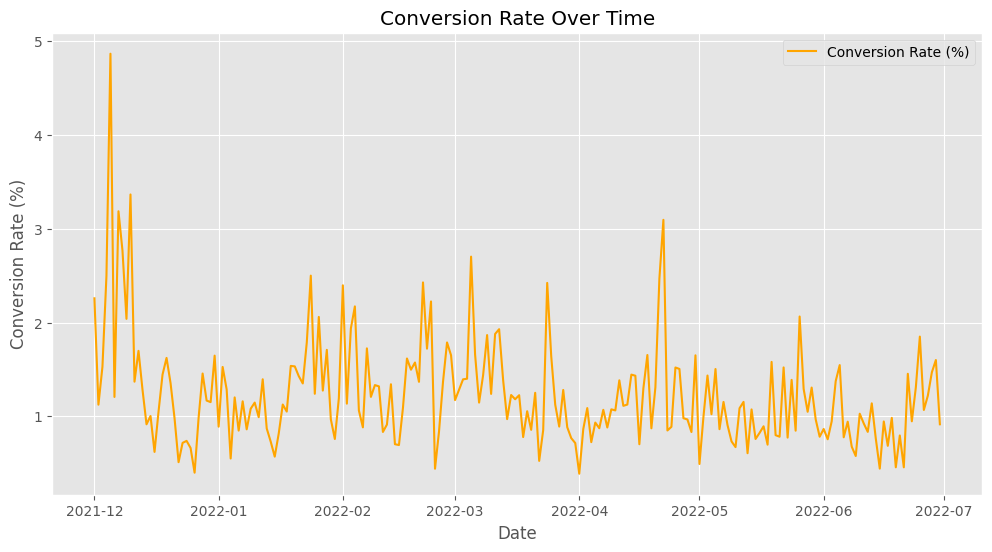 Conversion Rate Over Time
Conversion Rate (%)
Conversion Rate (%)
5
4
3
2
1
2021-12 2022-01 2022-02 2022-03 2022-04 2022-05 2022-06 2022-07
Date